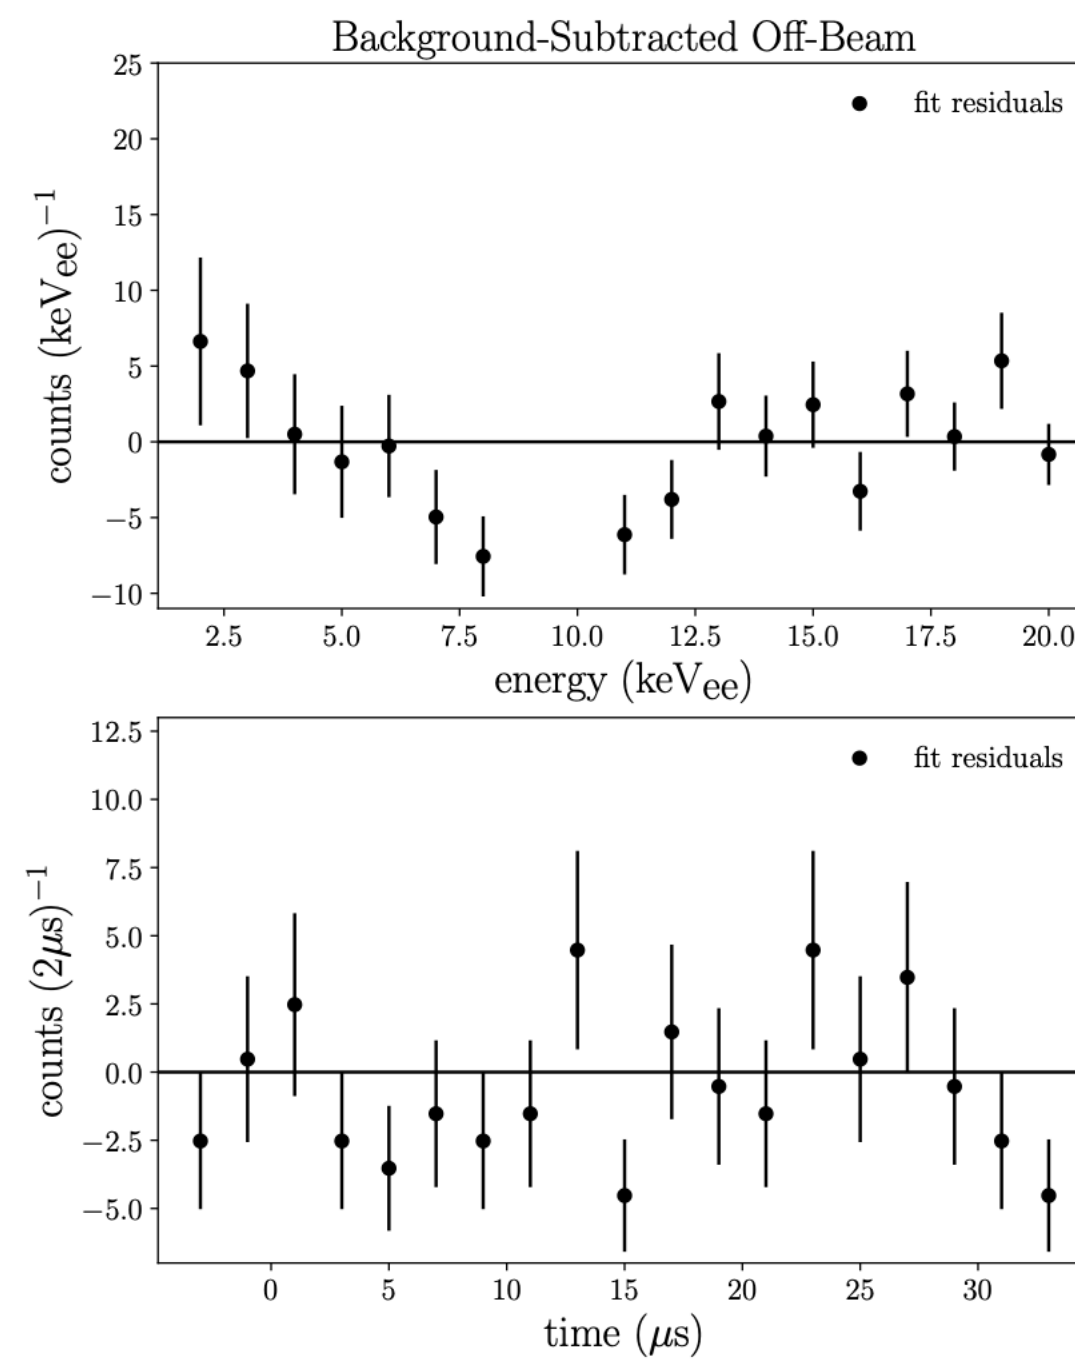 Background-Subtracted Off-Beam
25
20
15
10
5
0
−5
−10
counts (keVee)⁻¹
fit residuals
2.5 5.0 7.5 10.0 12.5 15.0 17.5 20.0
energy (keVee)
12.5
10.0
7.5
5.0
2.5
0.0
−2.5
−5.0
counts (2μs)⁻¹
fit residuals
0 5 10 15 20 25 30
time (μs)